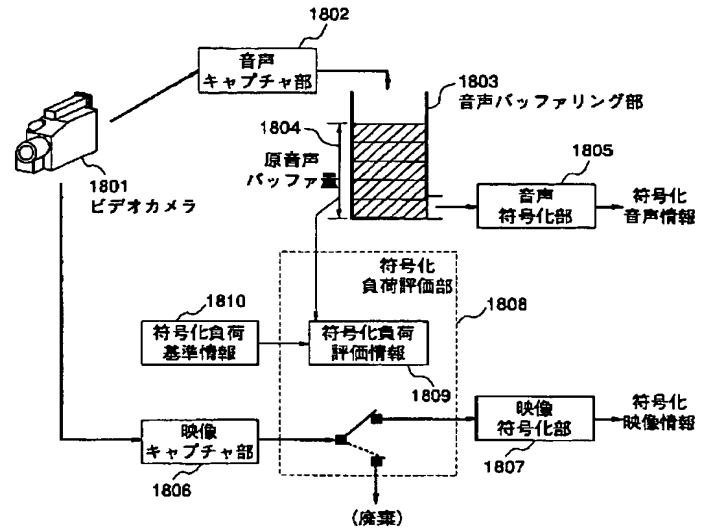 1802
音声
キャプチャ部
1803
音声バッファリング部
1804
原音声
バッファ量
1801
ビデオカメラ
1805
音声
符号化部
符号化
音声情報
符号化
負荷評価部
1808
1810
符号化負荷
基準情報
符号化負荷
評価情報
1809
映像
キャプチャ部
1806
映像
符号化部
1807
符号化
映像情報
(廃棄)